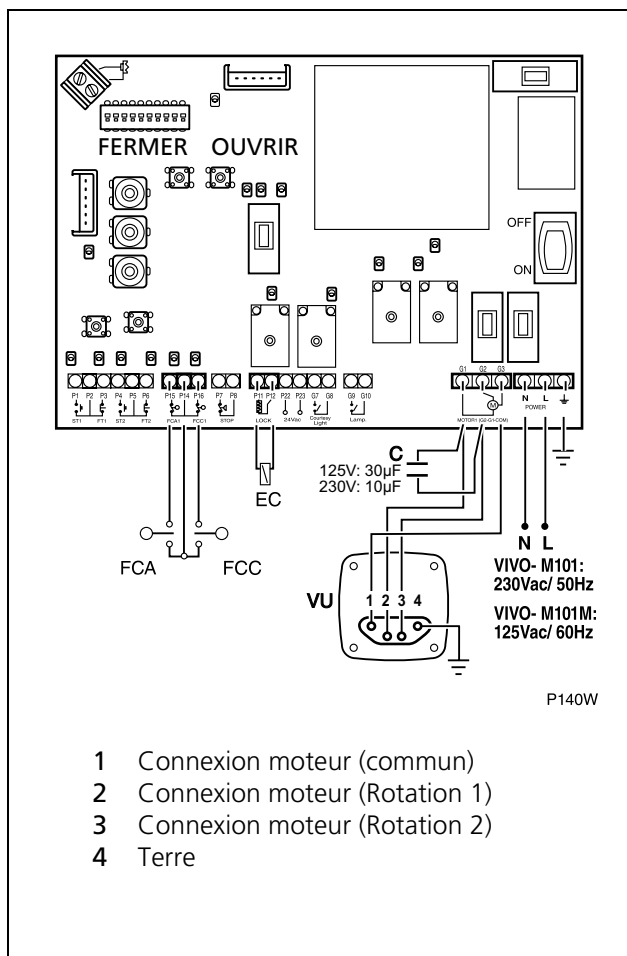 FERMER OUVRIR
OFF
ON
P1 P2 P3 P4 P5 P6 P15 P14 P16 P7 P8 P11 P12 P22 P23 G7 G8 G9 G10 G1 G2 G3 N L
ST1 FT1 ST2 FT2 FCA1 FCC1 STOP LOCK 24Vac Courtesy Light Lamp. M MOTOR1 (G2-G1-COM) POWER
C
125V: 30µF
230V: 10µF
EC
FCA FCC
N L
VIVO- M101:
230Vac/ 50Hz
VIVO- M101M:
125Vac/ 60Hz
VU 1 2 3 4
P140W
1 Connexion moteur (commun)
2 Connexion moteur (Rotation 1)
3 Connexion moteur (Rotation 2)
4 Terre